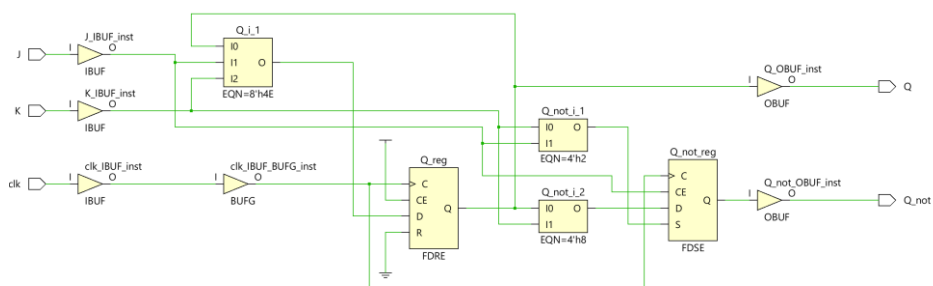 Q_i_1
J_IBUF_inst
J
I
O
IBUF
I0
I1
I2
O
EQN=8'h4E
K_IBUF_inst
K
I
O
IBUF
Q_OBUF_inst
I
O
OBUF
Q
Q_not_i_1
I0
I1
O
EQN=4'h2
clk_IBUF_inst
clk
I
O
IBUF
clk_IBUF_BUFG_inst
I
O
BUFG
Q_reg
C
CE
D
R
Q
FDRE
Q_not_i_2
I0
I1
O
EQN=4'h8
Q_not_reg
C
CE
D
S
Q
FDSE
Q_not_OBUF_inst
I
O
OBUF
Q_not